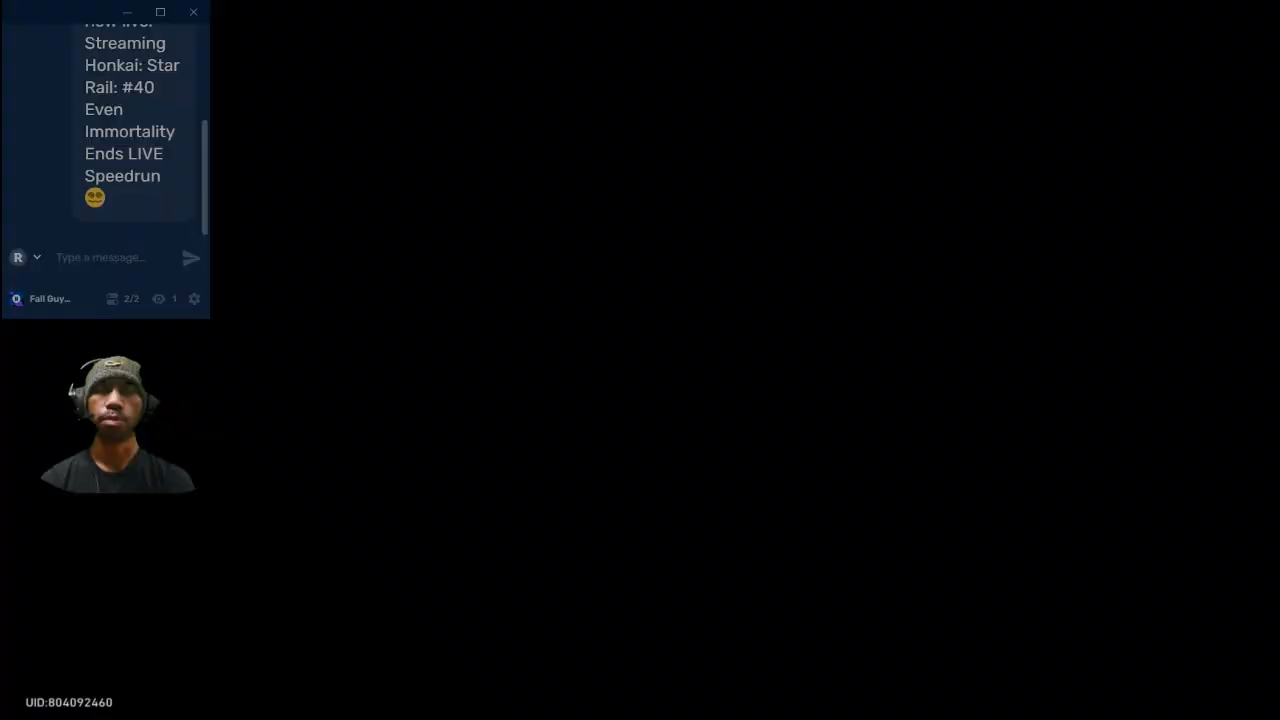 Streaming
Honkai: Star
Rail: #40
Even
Immortality
Ends LIVE
Speedrun
R
Type a message...
Fall Guy... 2/2 1
UID:804092460